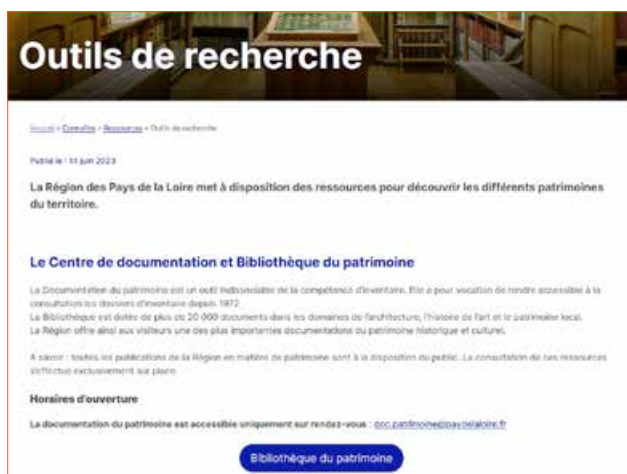 Outils de recherche
Accueil » Connaître » Ressources » Outils de recherche
Publié le : 14 juin 2023
La Région des Pays de la Loire met à disposition des ressources pour découvrir les différents patrimoines
du territoire.
Le Centre de documentation et Bibliothèque du patrimoine
La Documentation du patrimoine est un outil indissociable de la compétence d'inventaire. Elle a pour vocation de rendre accessible à la
consultation les dossiers d'inventaire depuis 1972.
La Bibliothèque est dotée de plus de 20 000 documents dans les domaines de l'architecture, l'histoire de l'art et le patrimoine local.
La Région offre ainsi aux visiteurs une des plus importantes documentations du patrimoine historique et culturel.
A savoir : toutes les publications de la Région en matière de patrimoine sont à la disposition du public. La consultation de ces ressources
s'effectue exclusivement sur place.
Horaires d'ouverture
La documentation du patrimoine est accessible uniquement sur rendez-vous :
Bibliothèque du patrimoine